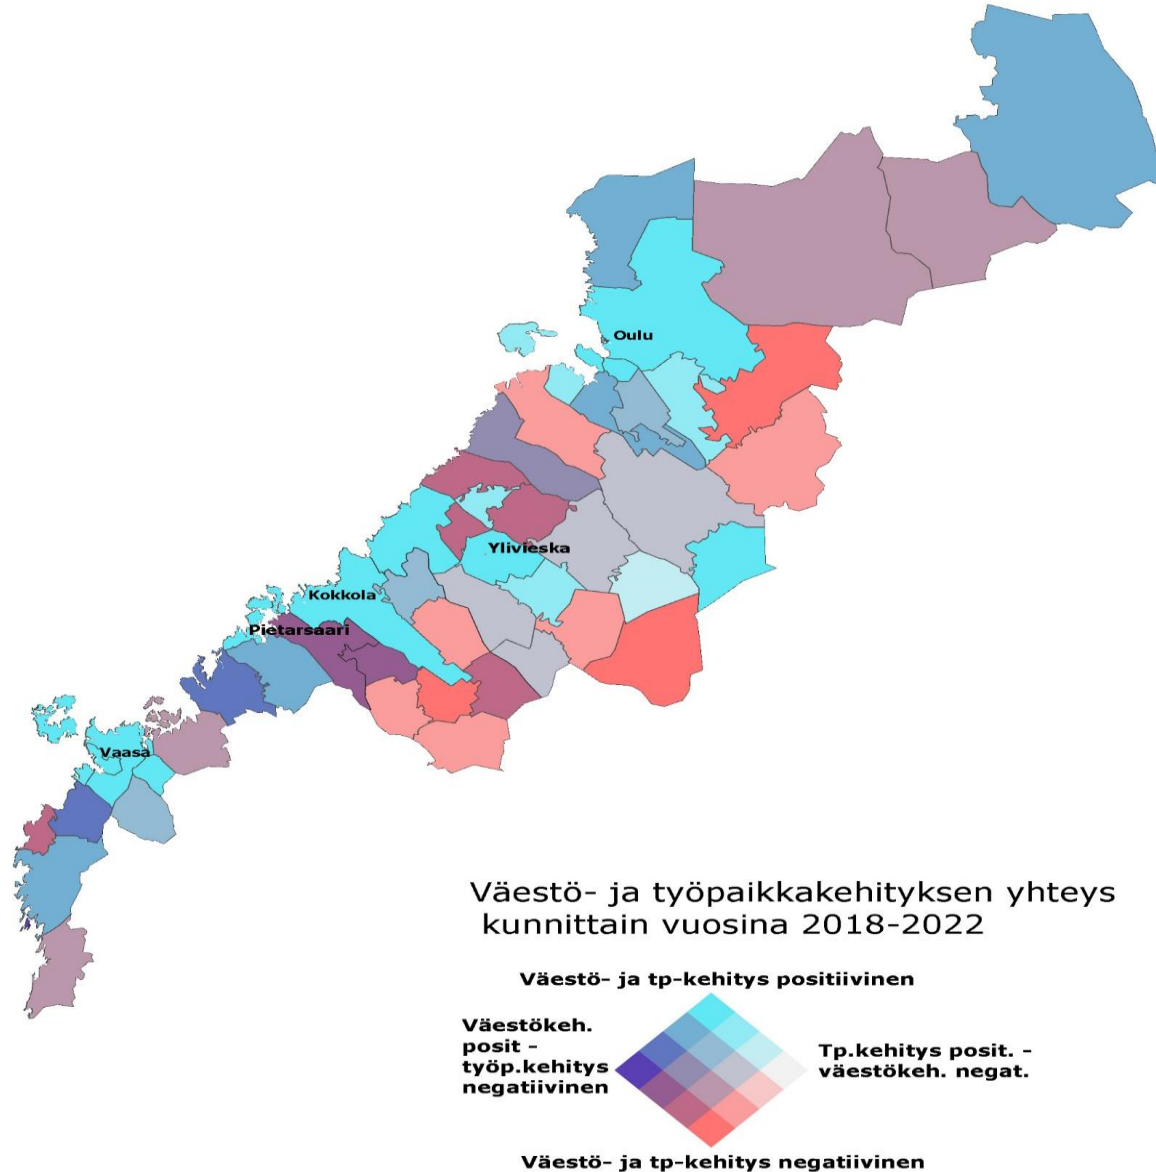 Oulu
Ylivieska
Kokkola
Pietarsaari
Vaasa
Väestö- ja työpaikkakehityksen yhteys
kunnittain vuosina 2018-2022
Väestö- ja tp-kehitys positiivinen
Väestökeh.
posit -
työp.kehitys
negatiivinen
Tp.kehitys posit. -
väestökeh. negat.
Väestö- ja tp-kehitys negatiivinen